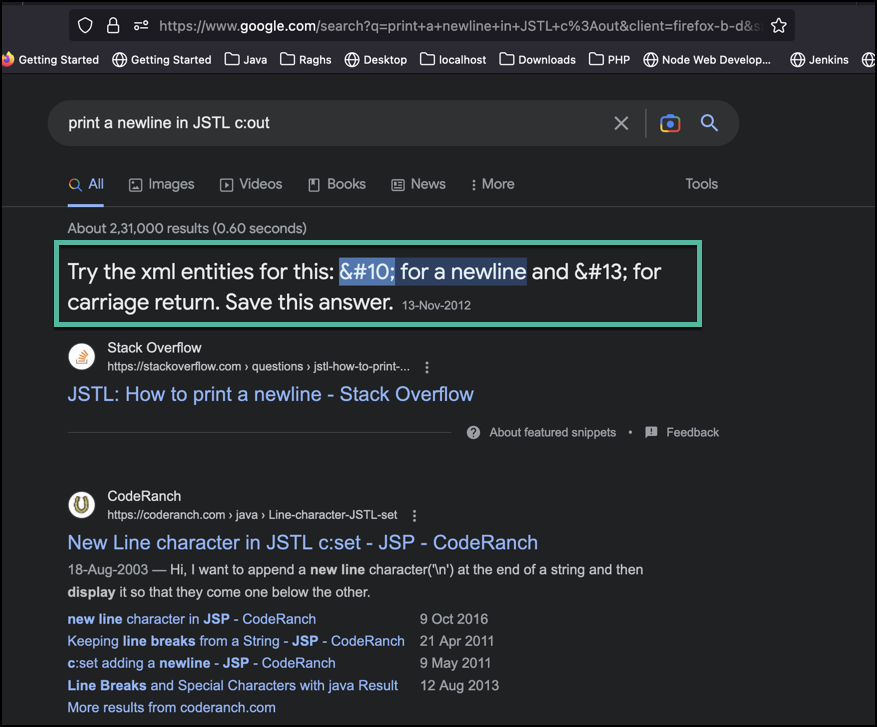 https://www.google.com/search?q=print+a+newline+in+JSTL+c%3Aout&client=firefox-b-d&s
Getting Started Getting Started Java Raghs Desktop localhost Downloads PHP Node Web Develop... Jenkins
print a newline in JSTL c:out
All Images Videos Books News More Tools
About 2,31,000 results (0.60 seconds)
Try the xml entities for this: &#10; for a newline and &#13; for
carriage return. Save this answer. 13-Nov-2012
Stack Overflow
https://stackoverflow.com › questions › jstl-how-to-print-...
JSTL: How to print a newline - Stack Overflow
About featured snippets • Feedback
CodeRanch
https://coderanch.com › java › Line-character-JSTL-set
New Line character in JSTL c:set - JSP - CodeRanch
18-Aug-2003 — Hi, I want to append a new line character('\n') at the end of a string and then
display it so that they come one below the other.
new line character in JSP - CodeRanch 9 Oct 2016
Keeping line breaks from a String - JSP - CodeRanch 21 Apr 2011
c:set adding a newline - JSP - CodeRanch 9 May 2011
Line Breaks and Special Characters with java Result 12 Aug 2013
More results from coderanch.com